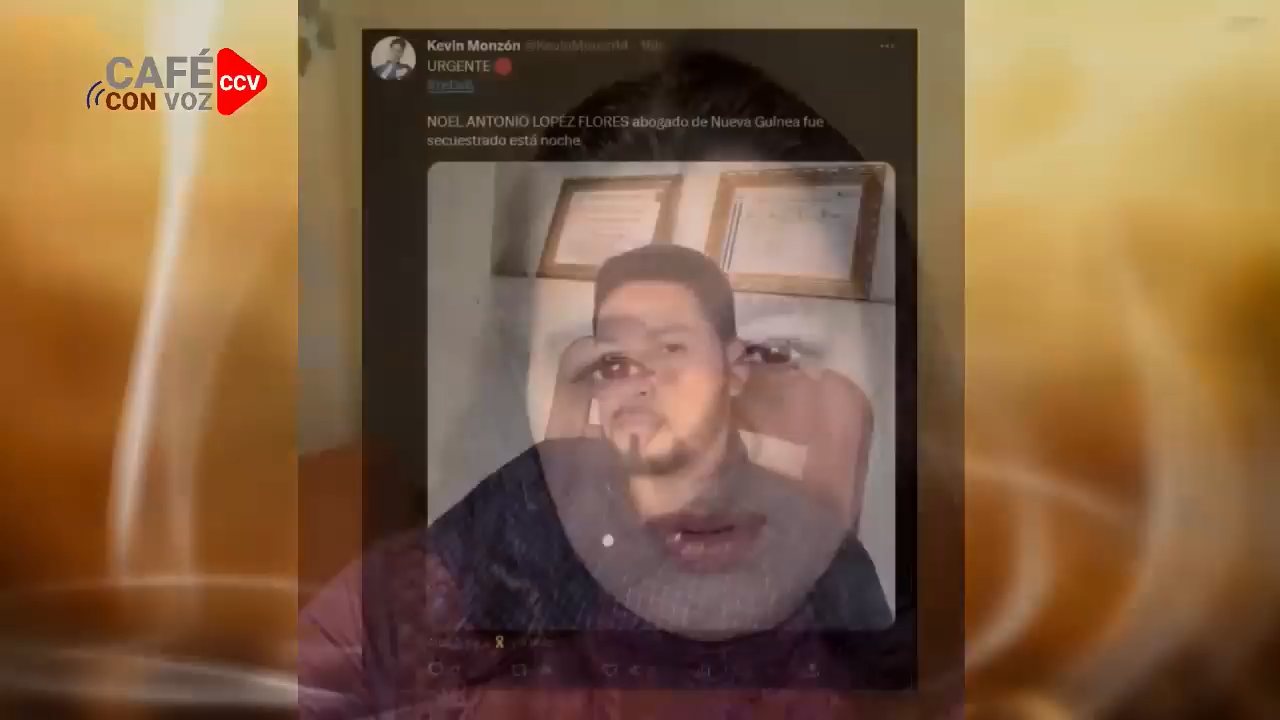 CAFÉ
CON VOZ
CCV
Kevin Monzón
URGENTE
NOEL ANTONIO LOPEZ FLORES abogado de Nueva Guinea fue
secuestrado está noche